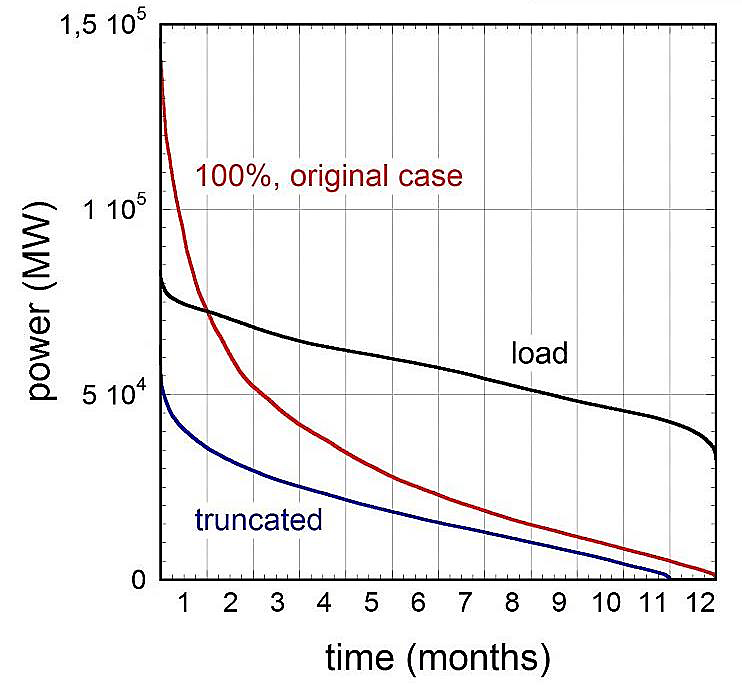 1,5 10⁵
100%, original case
1 10⁵
power (MW)
load
5 10⁴
truncated
0
1 2 3 4 5 6 7 8 9 10 11 12
time (months)